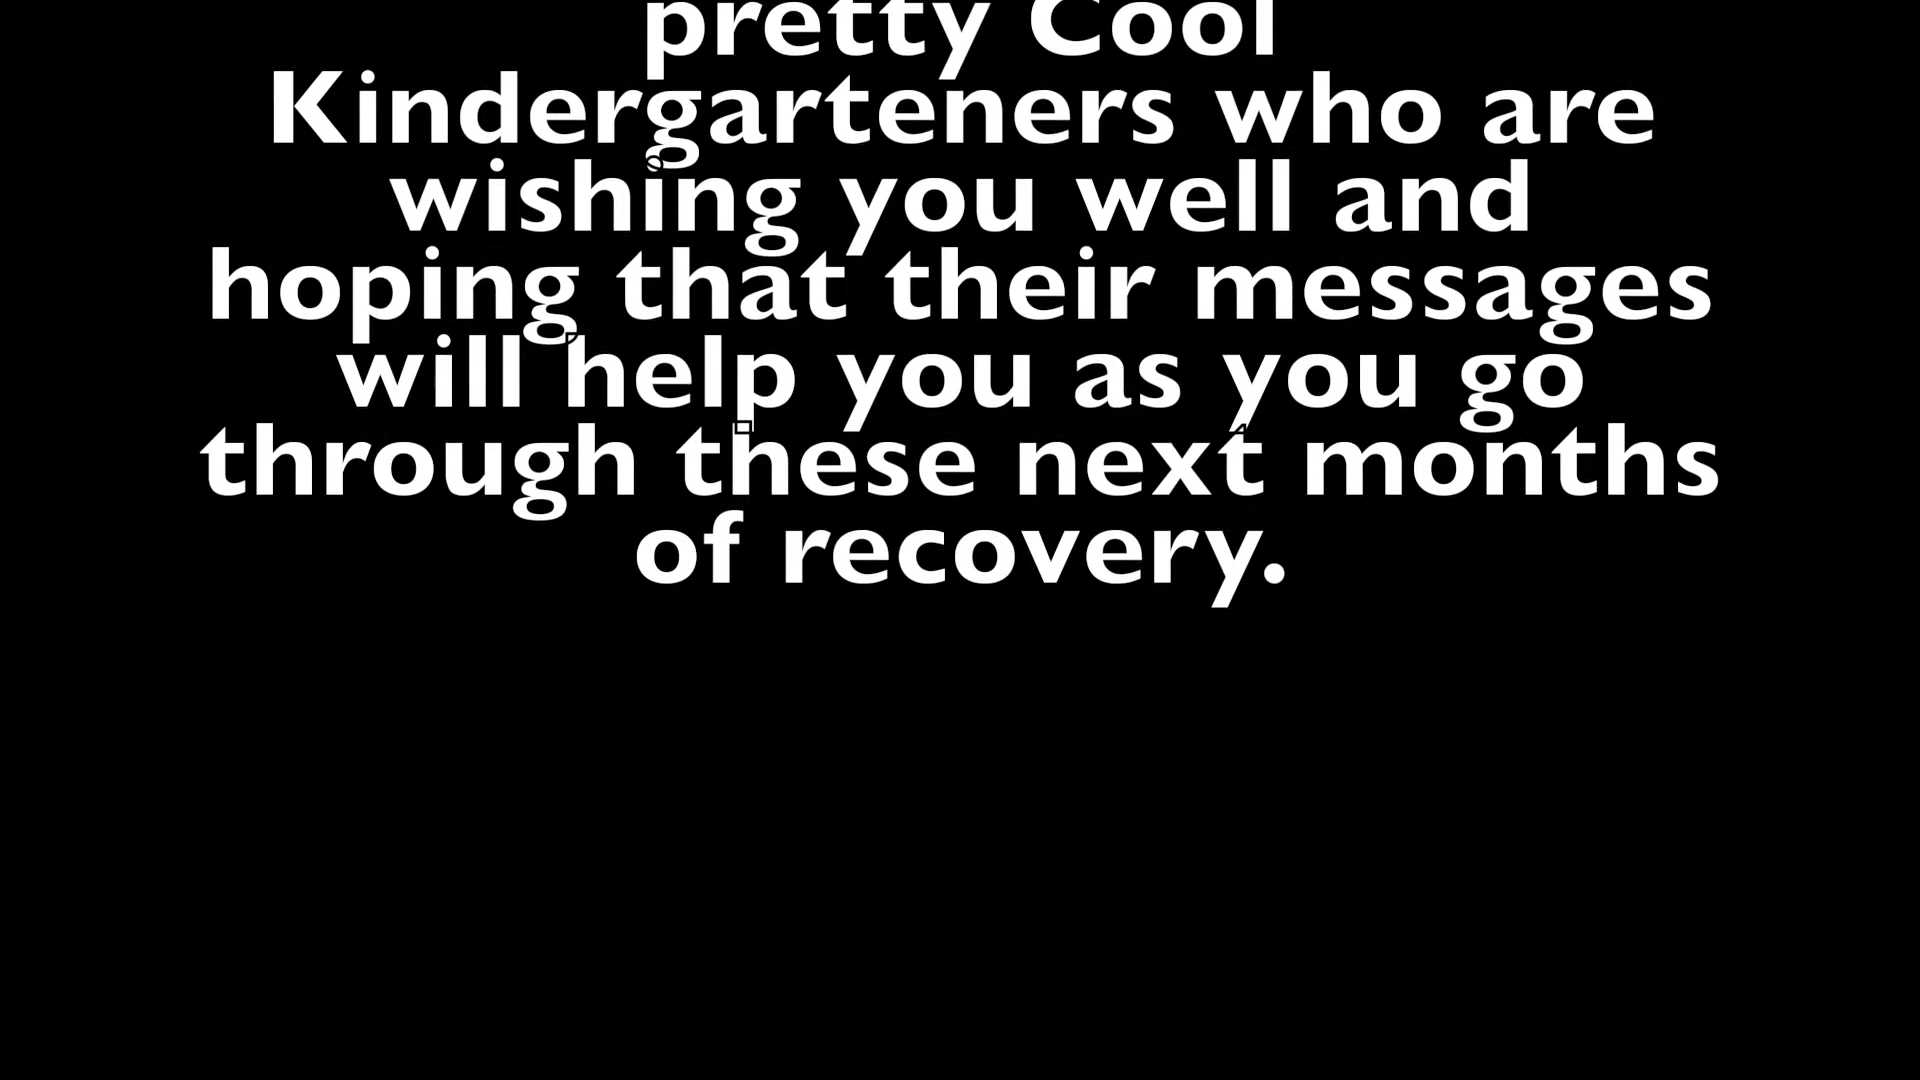 pretty Cool
Kindergarteners who are
wishing you well and
hoping that their messages
will help you as you go
through these next months
of recovery.